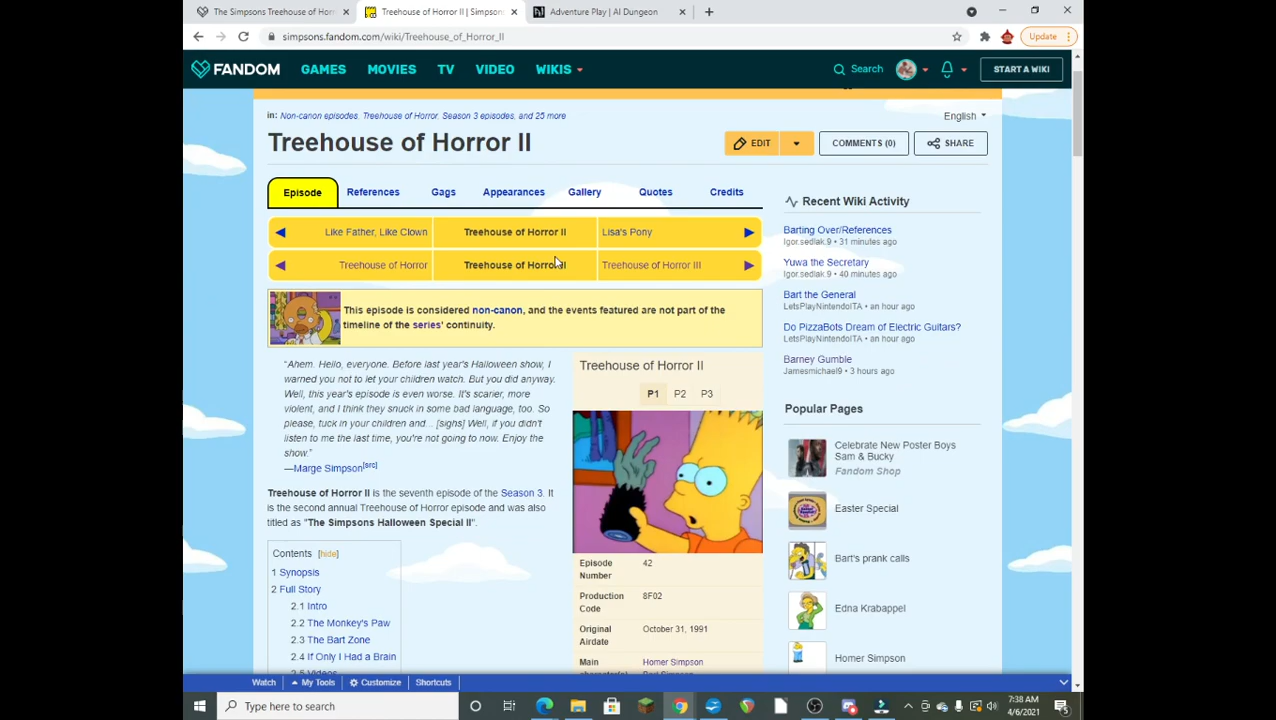 The Simpsons Treehouse of Hor
Treehouse of Horror II | Simpsons
Adventure Play | AI Dungeon
simpsons.fandom.com/wiki/Treehouse_of_Horror_II
Update
FANDOM
GAMES
MOVIES
TV
VIDEO
WIKIS
Search
START A WIKI
in: Non-canon episodes, Treehouse of Horror, Season 3 episodes, and 25 more
English
Treehouse of Horror II
EDIT
COMMENTS (0)
SHARE
Episode
References
Gags
Appearances
Gallery
Quotes
Credits
Like Father, Like Clown
Treehouse of Horror II
Lisa's Pony
Treehouse of Horror
Treehouse of Horror II
Treehouse of Horror III
This episode is considered non-canon, and the events featured are not part of the
timeline of the series' continuity.
"Ahem. Hello, everyone. Before last year's Halloween show, I
warned you not to let your children watch. But you did anyway.
Well, this year's episode is even worse. It's scarier, more
violent, and I think they snuck in some bad language, too. So
please, tuck in your children and... [sighs] Well, if you didn't
listen to me the last time, you're not going to now. Enjoy the
show."
—Marge Simpson[src]
Treehouse of Horror II is the seventh episode of the Season 3. It
is the second annual Treehouse of Horror episode and was also
titled as "The Simpsons Halloween Special II".
Contents [hide]
1 Synopsis
2 Full Story
2.1 Intro
2.2 The Monkey's Paw
2.3 The Bart Zone
2.4 If Only I Had a Brain
2.5 Videos
Treehouse of Horror II
P1
P2
P3
Episode
Number
42
Production
Code
8F02
Original
Airdate
October 31, 1991
Main
Homer Simpson
Recent Wiki Activity
Barting Over/References
Igor.sedlak.9 • 31 minutes ago
Yuwa the Secretary
Igor.sedlak.9 • 40 minutes ago
Bart the General
LetsPlayNintendoITA • an hour ago
Do PizzaBots Dream of Electric Guitars?
LetsPlayNintendoITA • an hour ago
Barney Gumble
Jamesmichael9 • 3 hours ago
Popular Pages
Celebrate New Poster Boys
Sam & Bucky
Fandom Shop
Easter Special
Bart's prank calls
Edna Krabappel
Homer Simpson
Watch
My Tools
Customize
Shortcuts
Type here to search
7:38 AM
4/6/2021
5